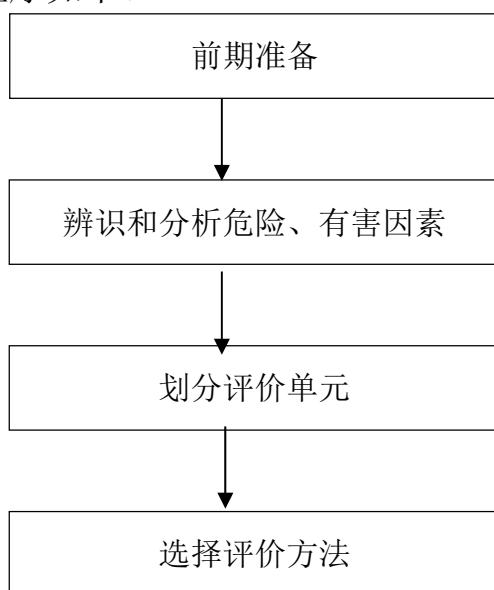 前期准备
辨识和分析危险、有害因素
划分评价单元
选择评价方法